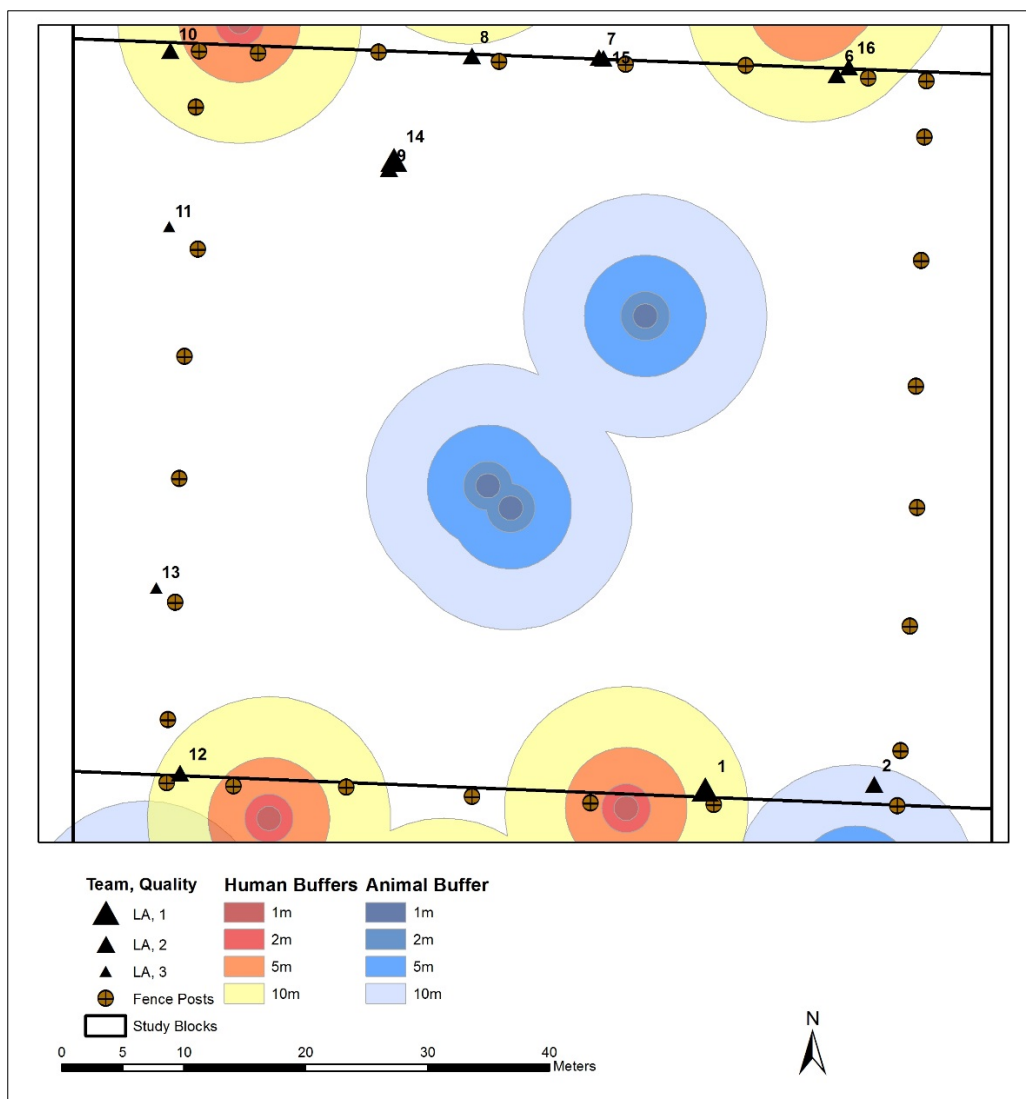 10
8
7
15
16
6
14
9
11
13
12
1
2
Team, Quality
LA, 1
LA, 2
LA, 3
Fence Posts
Study Blocks
Human Buffers
1m
2m
5m
10m
Animal Buffer
1m
2m
5m
10m
0 5 10 20 30 40
Meters
N